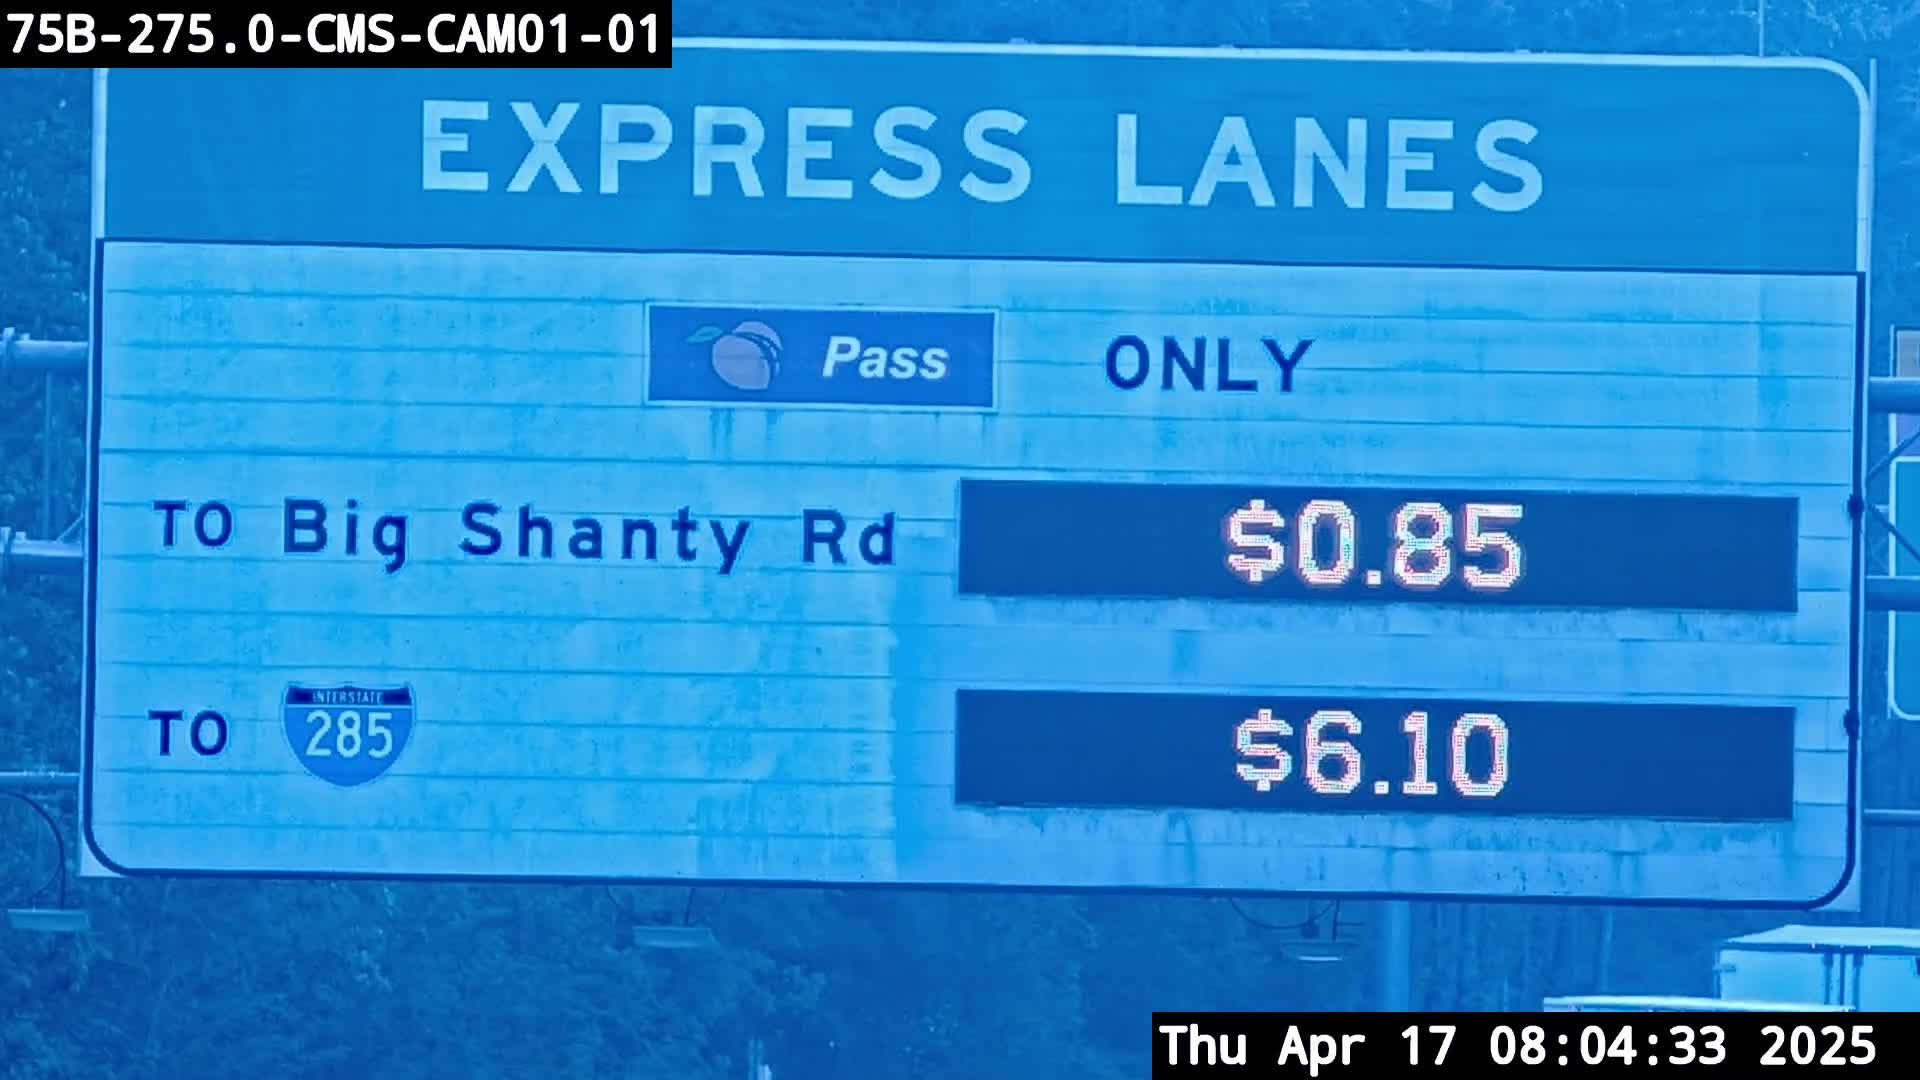 75B-275.0-CMS-CAM01-01
EXPRESS LANES
Pass ONLY
TO Big Shanty Rd $0.85
TO INTERSTATE 285 $6.10
Thu Apr 17 08:04:33 2025